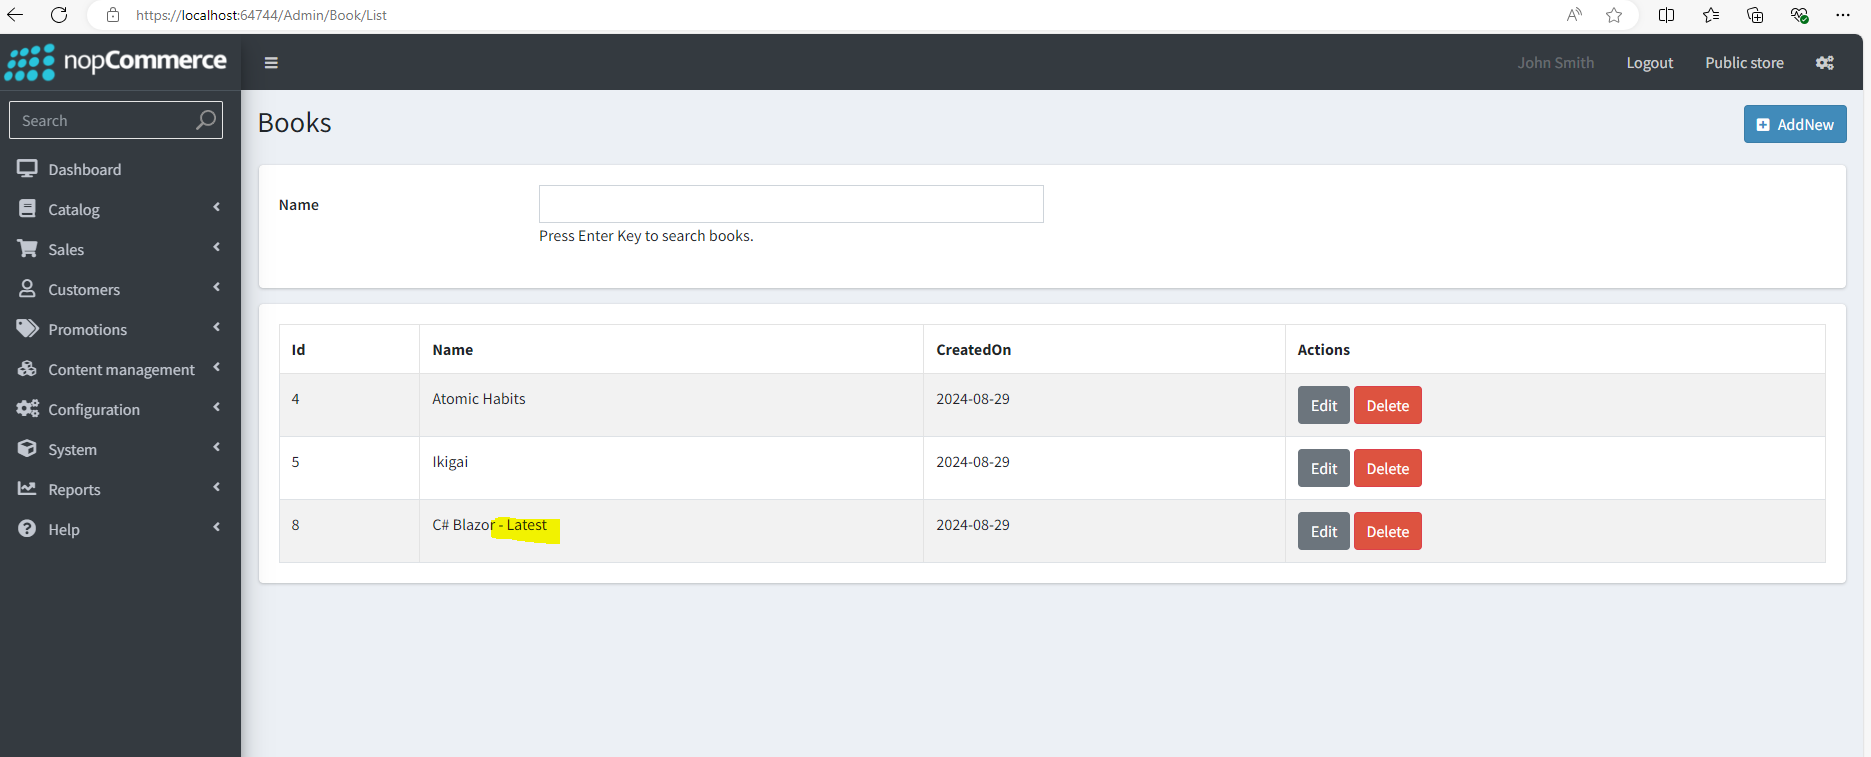 https://localhost:64744/Admin/Book/List
nopCommerce
John Smith
Logout
Public store
Search
Dashboard
Catalog
Sales
Customers
Promotions
Content management
Configuration
System
Reports
Help
Books
AddNew
Name
Press Enter Key to search books.
Id Name CreatedOn Actions
4 Atomic Habits 2024-08-29 Edit Delete
5 Ikigai 2024-08-29 Edit Delete
8 C# Blazor - Latest 2024-08-29 Edit Delete